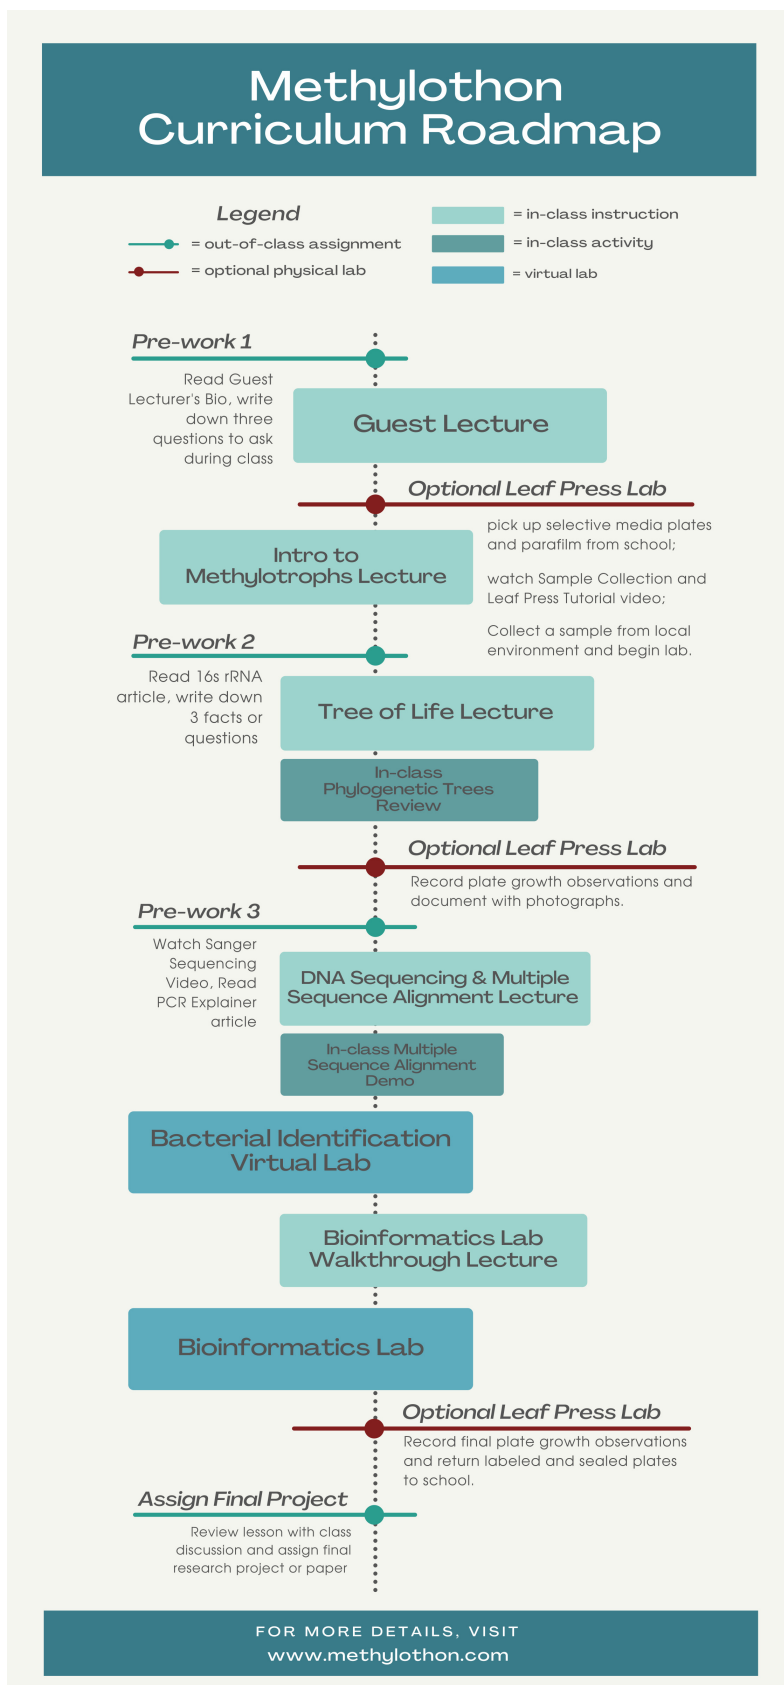 Methylothon
Curriculum Roadmap
Legend
= out-of-class assignment
= optional physical lab
= in-class instruction
= in-class activity
= virtual lab
Pre-work 1
Read Guest
Lecturer's Bio, write
down three
questions to ask
during class
Guest Lecture
Optional Leaf Press Lab
pick up selective media plates
and parafilm from school;
watch Sample Collection and
Leaf Press Tutorial video;
Collect a sample from local
environment and begin lab.
Intro to
Methylotrophs Lecture
Pre-work 2
Read 16s rRNA
article, write down
3 facts or
questions
Tree of Life Lecture
In-class
Phylogenetic Trees
Review
Optional Leaf Press Lab
Record plate growth observations and
document with photographs.
Pre-work 3
Watch Sanger
Sequencing
Video, Read
PCR Explainer
article
DNA Sequencing & Multiple
Sequence Alignment Lecture
In-class Multiple
Sequence Alignment
Demo
Bacterial Identification
Virtual Lab
Bioinformatics Lab
Walkthrough Lecture
Bioinformatics Lab
Optional Leaf Press Lab
Record final plate growth observations
and return labeled and sealed plates
to school.
Assign Final Project
Review lesson with class
discussion and assign final
research project or paper
FOR MORE DETAILS, VISIT
www.methylothon.com